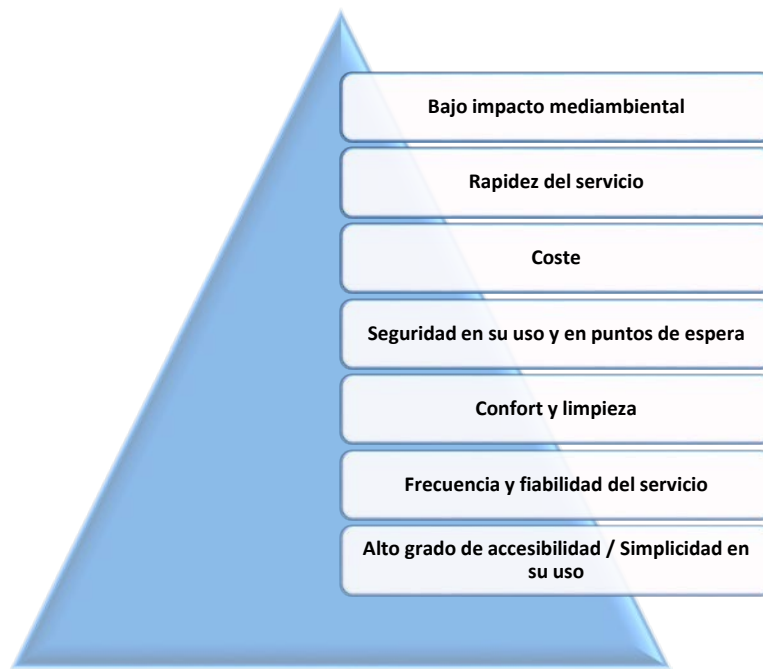 Bajo impacto mediambiental
Rapidez del servicio
Coste
Seguridad en su uso y en puntos de espera
Confort y limpieza
Frecuencia y fiabilidad del servicio
Alto grado de accesibilidad / Simplicidad en
su uso